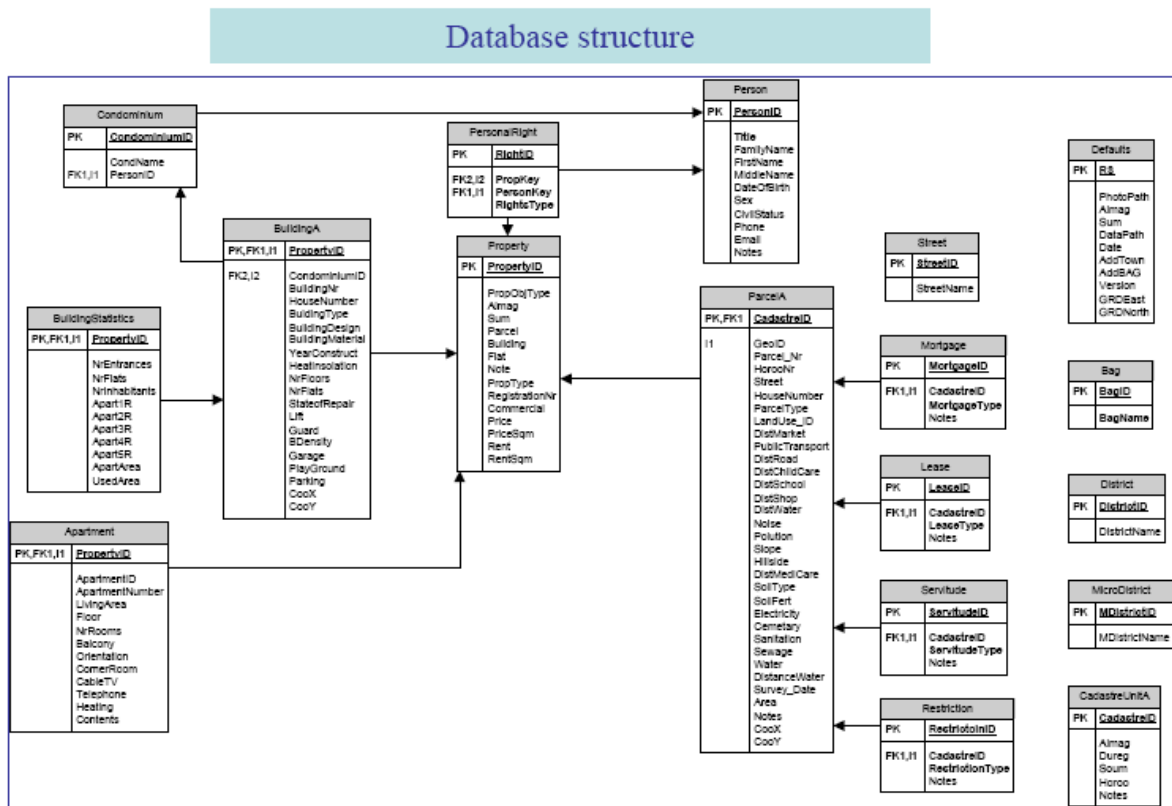 Database structure
Condominium
PK CondominiumID
CondName
FK1,I1 PersonID
PersonalRight
PK RightID
FK2,I2 PropKey
FK1,I1 PersonKey
RightsType
Person
PK PersonID
Title
FamilyName
FirstName
MiddleName
DateOfBirth
Sex
CivilStatus
Phone
Email
Notes
Defaults
PK RS
PhotoPath
Aimag
Sum
DataPath
Date
AddTown
AddBAG
Version
GRDEast
GRDNorth
BuildingA
PK,FK1,I1 PropertyID
FK2,I2 CondominiumID
BuildingNr
HouseNumber
BuldingType
BuildingDesign
BuildingMaterial
YearConstruct
HeatInsolation
NrFloors
NrFlats
StateofRepair
Lift
Guard
BDensity
Garage
PlayGround
Parking
CooX
CooY
Property
PK PropertyID
PropObjType
Aimag
Sum
Parcel
Building
Flat
Note
PropType
RegistrationNr
Commercial
Price
PriceSqm
Rent
RentSqm
Street
PK StreetID
StreetName
BuildingStatistics
PK,FK1,I1 PropertyID
NrEntrances
NrFlats
NrInhabitants
Apart1R
Apart2R
Apart3R
Apart4R
Apart5R
ApartArea
UsedArea
ParcelA
PK,FK1 CadastreID
I1 GeoID
Parcel_Nr
HorooNr
Street
HouseNumber
ParcelType
LandUse_ID
DistMarket
PublicTransport
DistRoad
DistChildCare
DistSchool
DistShop
DistWater
Noise
Polution
Slope
Hillside
DistMediCare
SoilType
SoilFert
Electricity
Cemetary
Sanitation
Sewage
Water
DistanceWater
Survey_Date
Area
Notes
CooX
CooY
Mortgage
PK MortgageID
FK1,I1 CadastreID
MortgageType
Notes
Bag
PK BagID
BagName
Lease
PK LeaseID
FK1,I1 CadastreID
LeaseType
Notes
District
PK DistrictID
DistrictName
Apartment
PK,FK1,I1 PropertyID
ApartmentID
ApartmentNumber
LivingArea
Floor
NrRooms
Balcony
Orientation
CornerRoom
CableTV
Telephone
Heating
Contents
Servitude
PK ServitudeID
FK1,I1 CadastreID
ServitudeType
Notes
MicroDistrict
PK MDistrictID
MDistrictName
Restriction
PK RestrictoinID
FK1,I1 CadastreID
RestrictionType
Notes
CadastreUnitA
PK CadastreID
Aimag
Dureg
Soum
Horoo
Notes